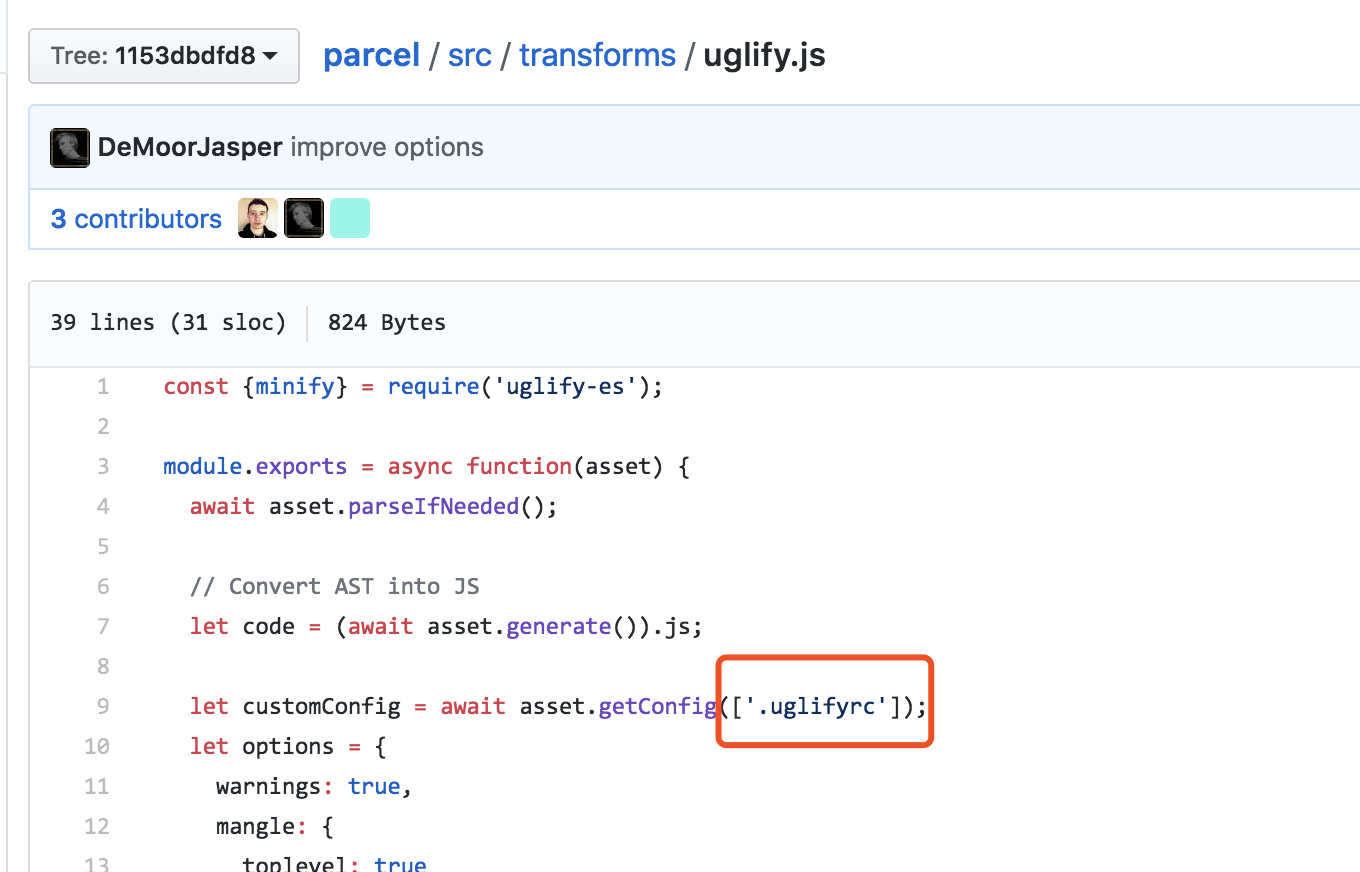 Tree: 1153dbdfd8 parcel / src / transforms / uglify.js
DeMoorJasper improve options
3 contributors
39 lines (31 sloc) 824 Bytes
1 const {minify} = require('uglify-es');
2
3 module.exports = async function(asset) {
4 await asset.parseIfNeeded();
5
6 // Convert AST into JS
7 let code = (await asset.generate()).js;
8
9 let customConfig = await asset.getConfig(['.uglifyrc']);
10 let options = {
11 warnings: true,
12 mangle: {
13 toplevel: true